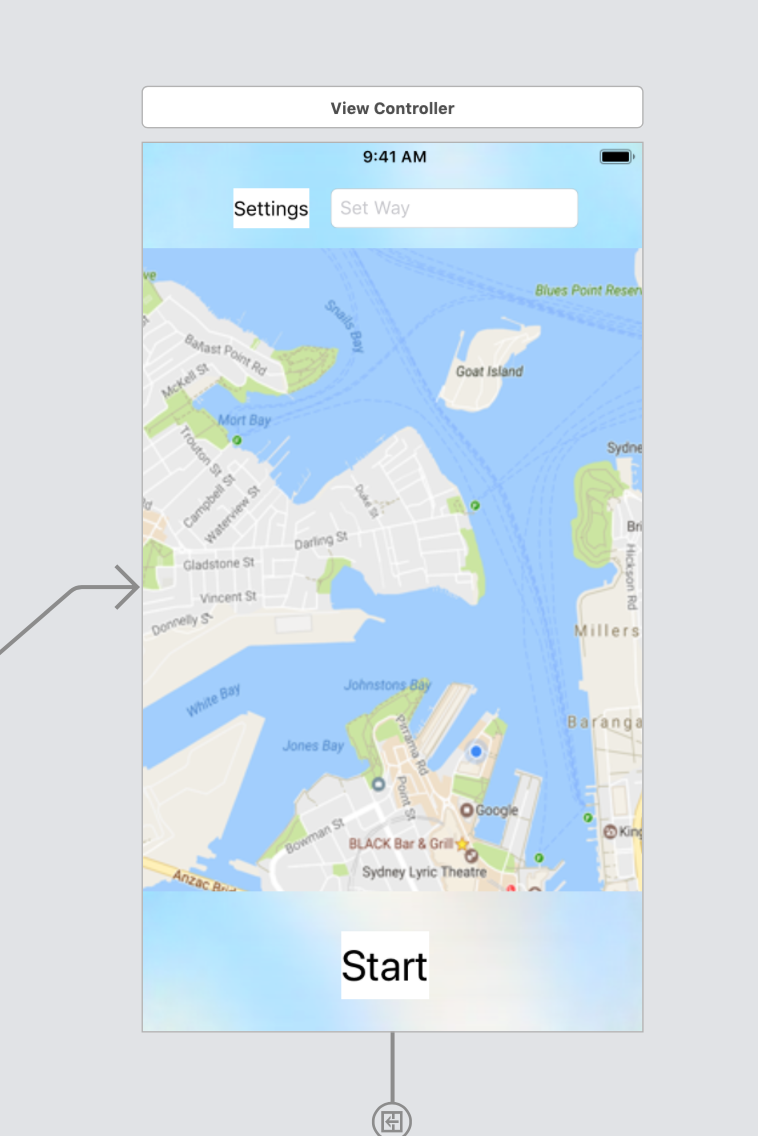 View Controller
9:41 AM
Settings
Set Way
ve
Blues Point Reser
Snails Bay
Ballast Point Rd
Goat Island
McKell St
Mort Bay
Sydne
Trouton St
Campbell St
Waterview St
Duke St
Rd
Bri
Darling St
Gladstone St
Hickson Rd
Vincent St
Donnelly St
Millers
Johnstons Bay
White Bay
Baranga
Pirrama Rd
Jones Bay
Point St
Google
Bowman St
King
BLACK Bar & Grill
Sydney Lyric Theatre
Anzac Brid
Start